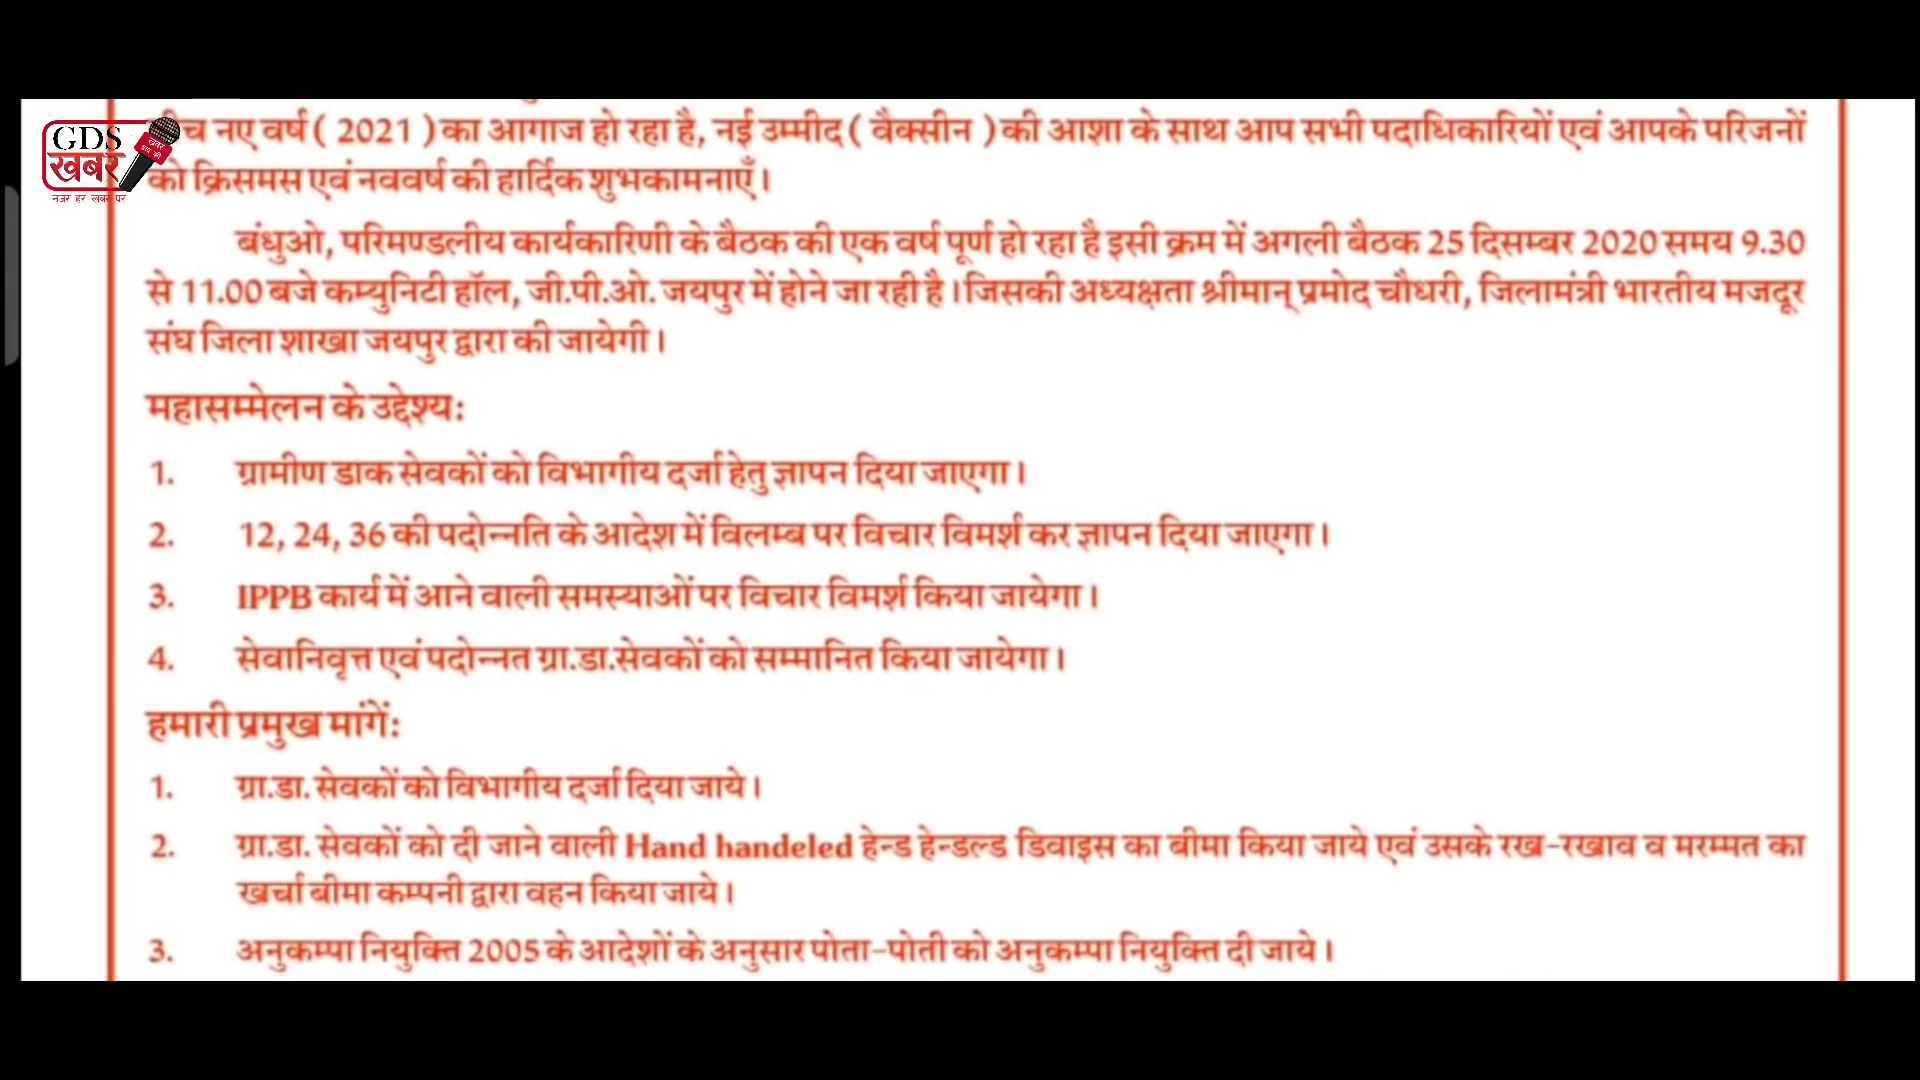 GDS
खबर
नजर हर खबर पर
नए वर्ष ( 2021 ) का आगाज हो रहा है, नई उम्मीद ( वैक्सीन ) की आशा के साथ आप सभी पदाधिकारियों एवं आपके परिजनों
को क्रिसमस एवं नववर्ष की हार्दिक शुभकामनाएँ।
बंधुओ, परिमण्डलीय कार्यकारिणी के बैठक की एक वर्ष पूर्ण हो रहा है इसी क्रम में अगली बैठक 25 दिसम्बर 2020 समय 9.30
से 11.00 बजे कम्युनिटी हॉल, जी.पी.ओ. जयपुर में होने जा रही है। जिसकी अध्यक्षता श्रीमान् प्रमोद चौधरी, जिलामंत्री भारतीय मजदूर
संघ जिला शाखा जयपुर द्वारा की जायेगी।
महासम्मेलन के उद्देश्य:
1. ग्रामीण डाक सेवकों को विभागीय दर्जा हेतु ज्ञापन दिया जाएगा।
2. 12, 24, 36 की पदोन्नति के आदेश में विलम्ब पर विचार विमर्श कर ज्ञापन दिया जाएगा।
3. IPPB कार्य में आने वाली समस्याओं पर विचार विमर्श किया जायेगा।
4. सेवानिवृत्त एवं पदोन्नत ग्रा.डा.सेवकों को सम्मानित किया जायेगा।
हमारी प्रमुख मांगें:
1. ग्रा.डा. सेवकों को विभागीय दर्जा दिया जाये।
2. ग्रा.डा. सेवकों को दी जाने वाली Hand handeled हेन्ड हेन्डल्ड डिवाइस का बीमा किया जाये एवं उसके रख-रखाव व मरम्मत का
खर्चा बीमा कम्पनी द्वारा वहन किया जाये।
3. अनुकम्पा नियुक्ति 2005 के आदेशों के अनुसार पोता-पोती को अनुकम्पा नियुक्ति दी जाये।